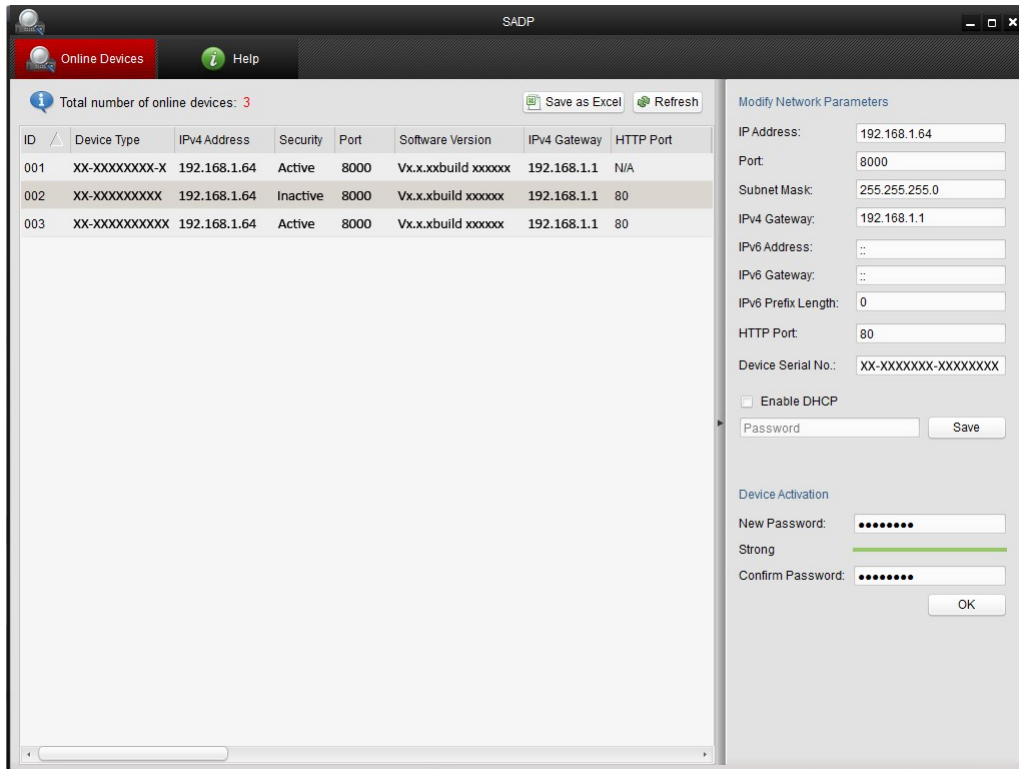 SADP
Online Devices Help
Total number of online devices: 3 Save as Excel Refresh
ID Device Type IPv4 Address Security Port Software Version IPv4 Gateway HTTP Port
001 XX-XXXXXXXX-X 192.168.1.64 Active 8000 Vx.x.xxbuild xxxxxx 192.168.1.1 N/A
002 XX-XXXXXXXXX 192.168.1.64 Inactive 8000 Vx.x.xbuild xxxxxx 192.168.1.1 80
003 XX-XXXXXXXXXX 192.168.1.64 Active 8000 Vx.x.xbuild xxxxxx 192.168.1.1 80
Modify Network Parameters
IP Address: 192.168.1.64
Port: 8000
Subnet Mask: 255.255.255.0
IPv4 Gateway: 192.168.1.1
IPv6 Address: ::
IPv6 Gateway: ::
IPv6 Prefix Length: 0
HTTP Port: 80
Device Serial No.: XX-XXXXXXX-XXXXXXXX
Enable DHCP
Password Save
Device Activation
New Password: ●●●●●●●●
Strong
Confirm Password: ●●●●●●●●
OK